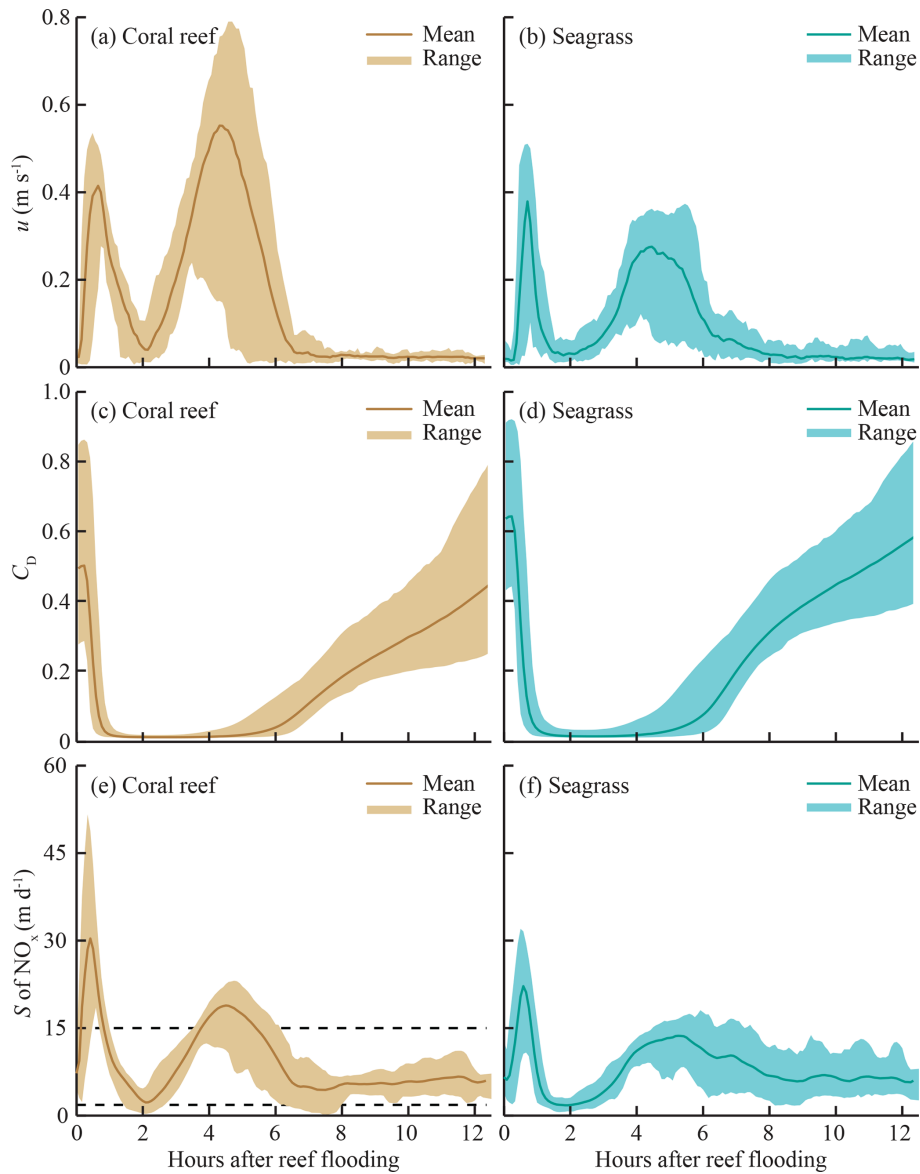 (a) Coral reef
Mean
Range
0.8
0.6
0.4
0.2
0
u (m s⁻¹)
(b) Seagrass
Mean
Range
(c) Coral reef
Mean
Range
1.0
0.8
0.6
0.4
0.2
0
C_D
(d) Seagrass
Mean
Range
(e) Coral reef
Mean
Range
60
45
30
15
0
S of NOₓ (m d⁻¹)
0 2 4 6 8 10 12
Hours after reef flooding
(f) Seagrass
Mean
Range
0 2 4 6 8 10 12
Hours after reef flooding